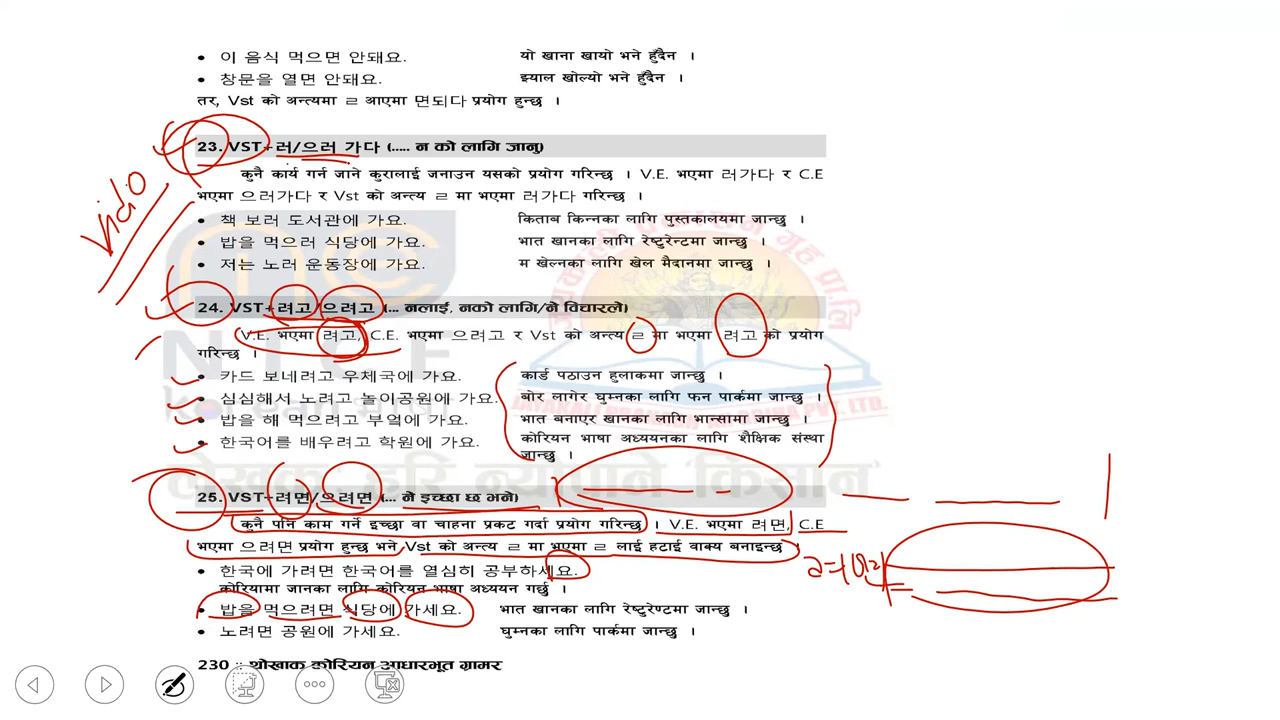 이 음식 먹으면 안돼요. यो खाना खायो भने हुँदैन ।
창문을 열면 안돼요. झ्याल खोल्यो भने हुँदैन ।
तर, Vst को अन्त्यमा ㄹ आएमा 면되다 प्रयोग हुन्छ ।
23. VST+러/으러 가다 (..... न को लागि जानु)
कुनै कार्य गर्न जाने कुरालाई जनाउन यसको प्रयोग गरिन्छ । V.E. भएमा 러가다 र C.E
भएमा 으러가다 र Vst को अन्त्य ㄹ मा भएमा 러가다 गरिन्छ ।
책 보러 도서관에 가요. किताब किन्नका लागि पुस्तकालयमा जान्छु ।
밥을 먹으러 식당에 가요. भात खानका लागि रेष्टुरेन्टमा जान्छु ।
저는 노러 운동장에 가요. म खेल्नका लागि खेल मैदानमा जान्छु ।
Vido
24. VST+려고/으려고 (... नलाई, नको लागि/ने विचारले)
V.E. भएमा 려고, C.E. भएमा 으려고 र Vst को अन्त्य ㄹ मा भएमा 려고 को प्रयोग
गरिन्छ ।
카드 보네려고 우체국에 가요. कार्ड पठाउन हुलाकमा जान्छु ।
심심해서 노려고 놀이공원에 가요. बोर लागेर घुम्नका लागि फन पार्कमा जान्छु ।
밥을 해 먹으려고 부엌에 가요. भात बनाएर खानका लागि भान्सामा जान्छु ।
한국어를 배우려고 학원에 가요. कोरियन भाषा अध्ययनका लागि शैक्षिक संस्था
जान्छु ।
25. VST+려면/으려면 (... ने इच्छा छ भने)
कुनै पनि काम गर्ने इच्छा वा चाहना प्रकट गर्दा प्रयोग गरिन्छ । V.E. भएमा 려면, C.E
भएमा 으려면 प्रयोग हुन्छ भने Vst को अन्त्य ㄹ मा भएमा ㄹ लाई हटाई वाक्य बनाइन्छ ।
한국에 가려면 한국어를 열심히 공부하세요.
कोरियामा जानका लागि कोरियन भाषा अध्ययन गर्छु ।
밥을 먹으려면 식당에 가세요. भात खानका लागि रेष्टुरेण्टमा जान्छु ।
노려면 공원에 가세요. घुम्नका लागि पार्कमा जान्छु ।
230 :: थोखाक कोरियन आधारभूत ग्रामर